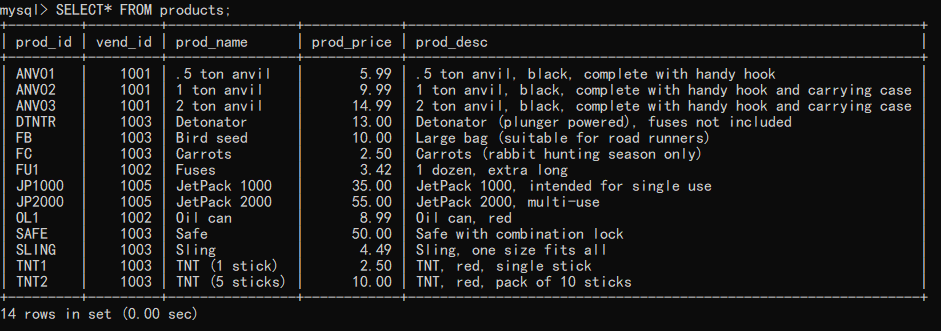 mysql> SELECT* FROM products;
+---------+---------+----------------+------------+----------------------------------------------------------------+
| prod_id | vend_id | prod_name      | prod_price | prod_desc                                                      |
+---------+---------+----------------+------------+----------------------------------------------------------------+
| ANV01   |    1001 | .5 ton anvil   |       5.99 | .5 ton anvil, black, complete with handy hook                  |
| ANV02   |    1001 | 1 ton anvil    |       9.99 | 1 ton anvil, black, complete with handy hook and carrying case |
| ANV03   |    1001 | 2 ton anvil    |      14.99 | 2 ton anvil, black, complete with handy hook and carrying case |
| DTNTR   |    1003 | Detonator      |      13.00 | Detonator (plunger powered), fuses not included                |
| FB      |    1003 | Bird seed      |      10.00 | Large bag (suitable for road runners)                          |
| FC      |    1003 | Carrots        |       2.50 | Carrots (rabbit hunting season only)                           |
| FU1     |    1002 | Fuses          |       3.42 | 1 dozen, extra long                                            |
| JP1000  |    1005 | JetPack 1000   |      35.00 | JetPack 1000, intended for single use                          |
| JP2000  |    1005 | JetPack 2000   |      55.00 | JetPack 2000, multi-use                                        |
| OL1     |    1002 | Oil can        |       8.99 | Oil can, red                                                   |
| SAFE    |    1003 | Safe           |      50.00 | Safe with combination lock                                     |
| SLING   |    1003 | Sling          |       4.49 | Sling, one size fits all                                       |
| TNT1    |    1003 | TNT (1 stick)  |       2.50 | TNT, red, single stick                                         |
| TNT2    |    1003 | TNT (5 sticks) |      10.00 | TNT, red, pack of 10 sticks                                    |
+---------+---------+----------------+------------+----------------------------------------------------------------+
14 rows in set (0.00 sec)